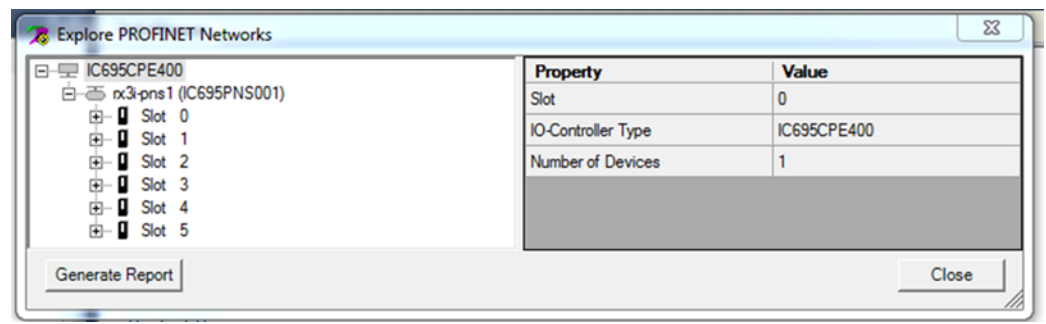 Explore PROFINET Networks
IC695CPE400
rx3i-pns1 (IC695PNS001)
Slot 0
Slot 1
Slot 2
Slot 3
Slot 4
Slot 5
Property Value
Slot 0
IO-Controller Type IC695CPE400
Number of Devices 1
Generate Report
Close